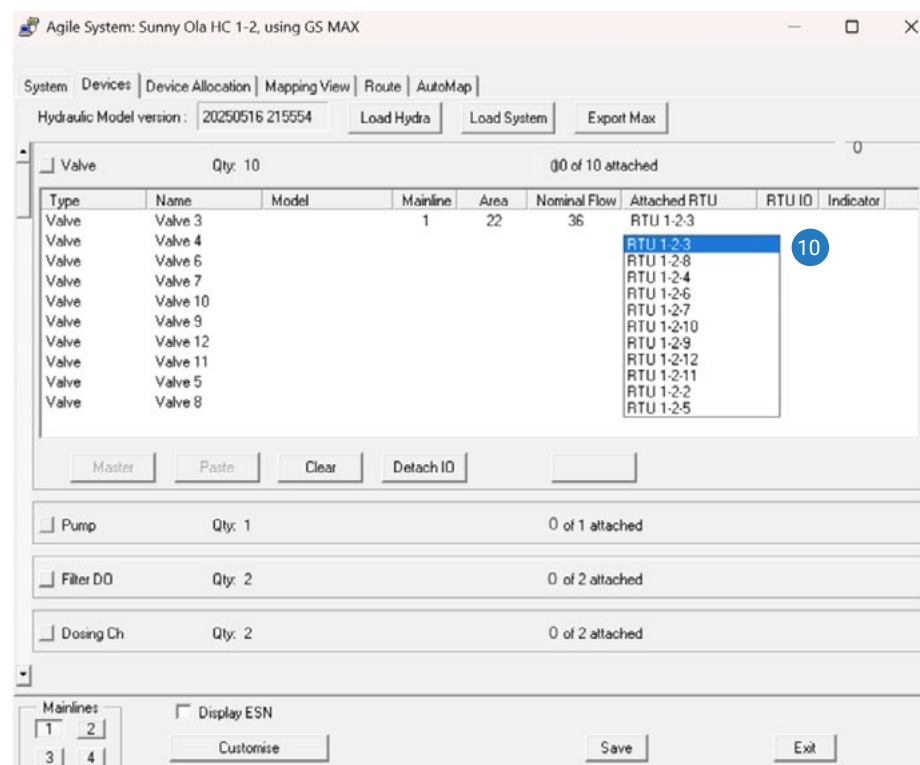 Agile System: Sunny Ola HC 1-2, using GS MAX
System Devices Device Allocation Mapping View Route AutoMap
Hydraulic Model version : 20250516 215554 Load Hydra Load System Export Max
0
Valve Qty: 10 00 of 10 attached
Type Name Model Mainline Area Nominal Flow Attached RTU RTU IO Indicator
Valve Valve 3 1 22 36 RTU 1-2-3
Valve Valve 4 RTU 1-2-3 10
Valve Valve 6 RTU 1-2-8
Valve Valve 7 RTU 1-2-4
RTU 1-2-6
Valve Valve 10 RTU 1-2-7
Valve Valve 9 RTU 1-2-10
Valve Valve 12 RTU 1-2-9
Valve Valve 11 RTU 1-2-12
RTU 1-2-11
Valve Valve 5 RTU 1-2-2
Valve Valve 8 RTU 1-2-5
Master Paste Clear Detach IO
Pump Qty: 1 0 of 1 attached
Filter DO Qty: 2 0 of 2 attached
Dosing Ch Qty: 2 0 of 2 attached
Mainlines
1 2
3 4
Display ESN
Customise Save Exit